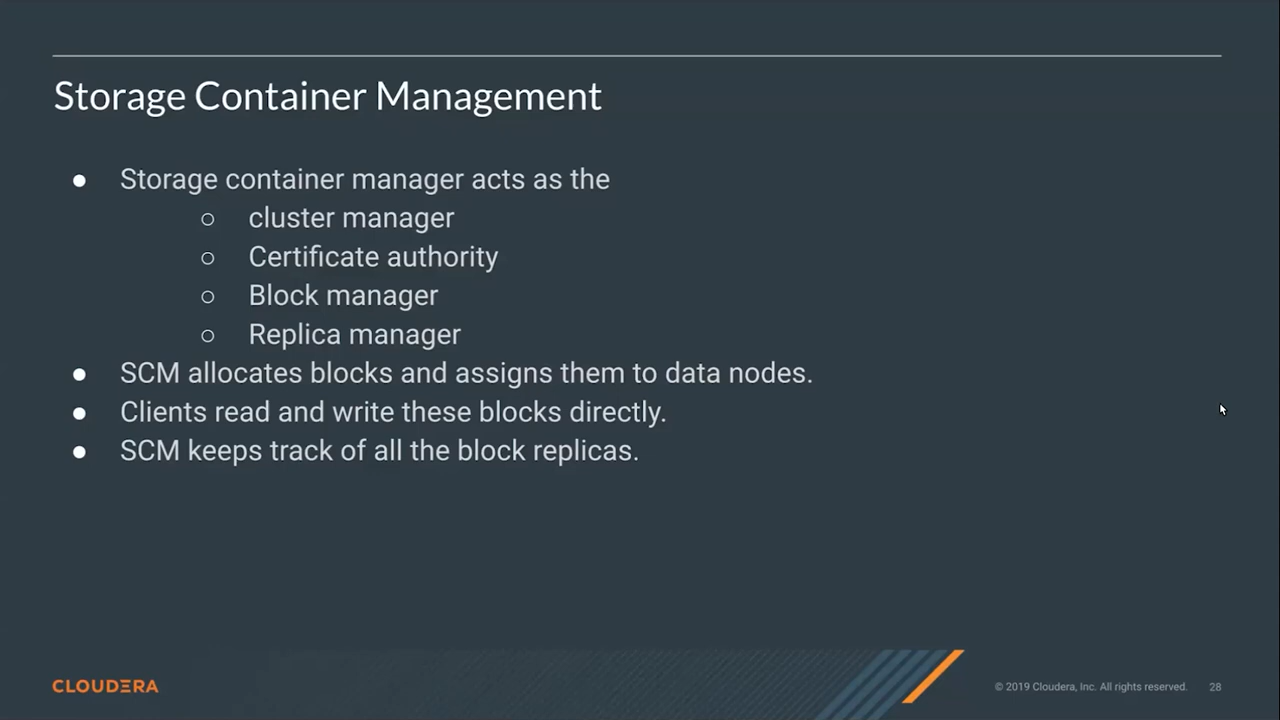 Storage Container Management
● Storage container manager acts as the
○ cluster manager
○ Certificate authority
○ Block manager
○ Replica manager
● SCM allocates blocks and assigns them to data nodes.
● Clients read and write these blocks directly.
● SCM keeps track of all the block replicas.
CLOUDERA
© 2019 Cloudera, Inc. All rights reserved. 28